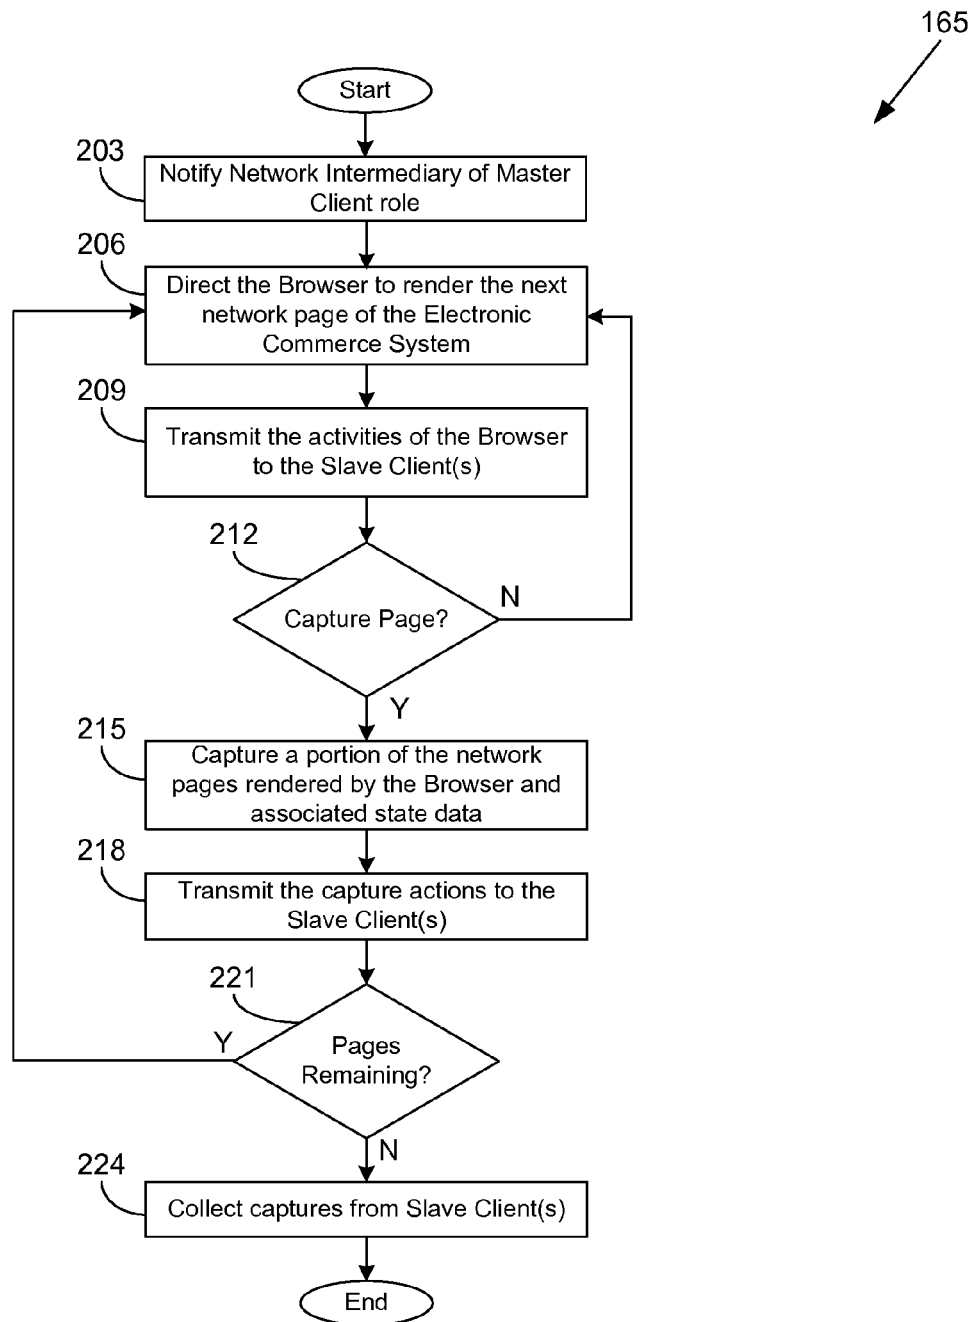 165
Start
203
Notify Network Intermediary of Master
Client role
206
Direct the Browser to render the next
network page of the Electronic
Commerce System
209
Transmit the activities of the Browser
to the Slave Client(s)
212
Capture Page?
N
Y
215
Capture a portion of the network
pages rendered by the Browser and
associated state data
218
Transmit the capture actions to the
Slave Client(s)
221
Y
Pages
Remaining?
N
224
Collect captures from Slave Client(s)
End